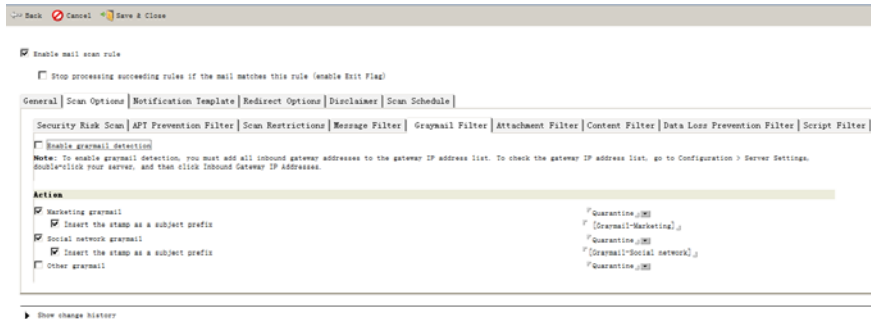 Back Cancel Save & Close
Enable mail scan rule
Stop processing succeeding rules if the mail matches this rule (enable Exit Flag)
General Scan Options Notification Template Redirect Options Disclaimer Scan Schedule
Security Risk Scan APT Prevention Filter Scan Restrictions Message Filter Graymail Filter Attachment Filter Content Filter Data Loss Prevention Filter Script Filter
Enable graymail detection
Note: To enable graymail detection, you must add all inbound gateway addresses to the gateway IP address list. To check the gateway IP address list, go to Configuration > Server Settings,
double-click your server, and then click Inbound Gateway IP Addresses.
Action
Marketing graymail Quarantine
Insert the stamp as a subject prefix [Graymail-Marketing]
Social network graymail Quarantine
Insert the stamp as a subject prefix [Graymail-Social network]
Other graymail Quarantine
Show change history